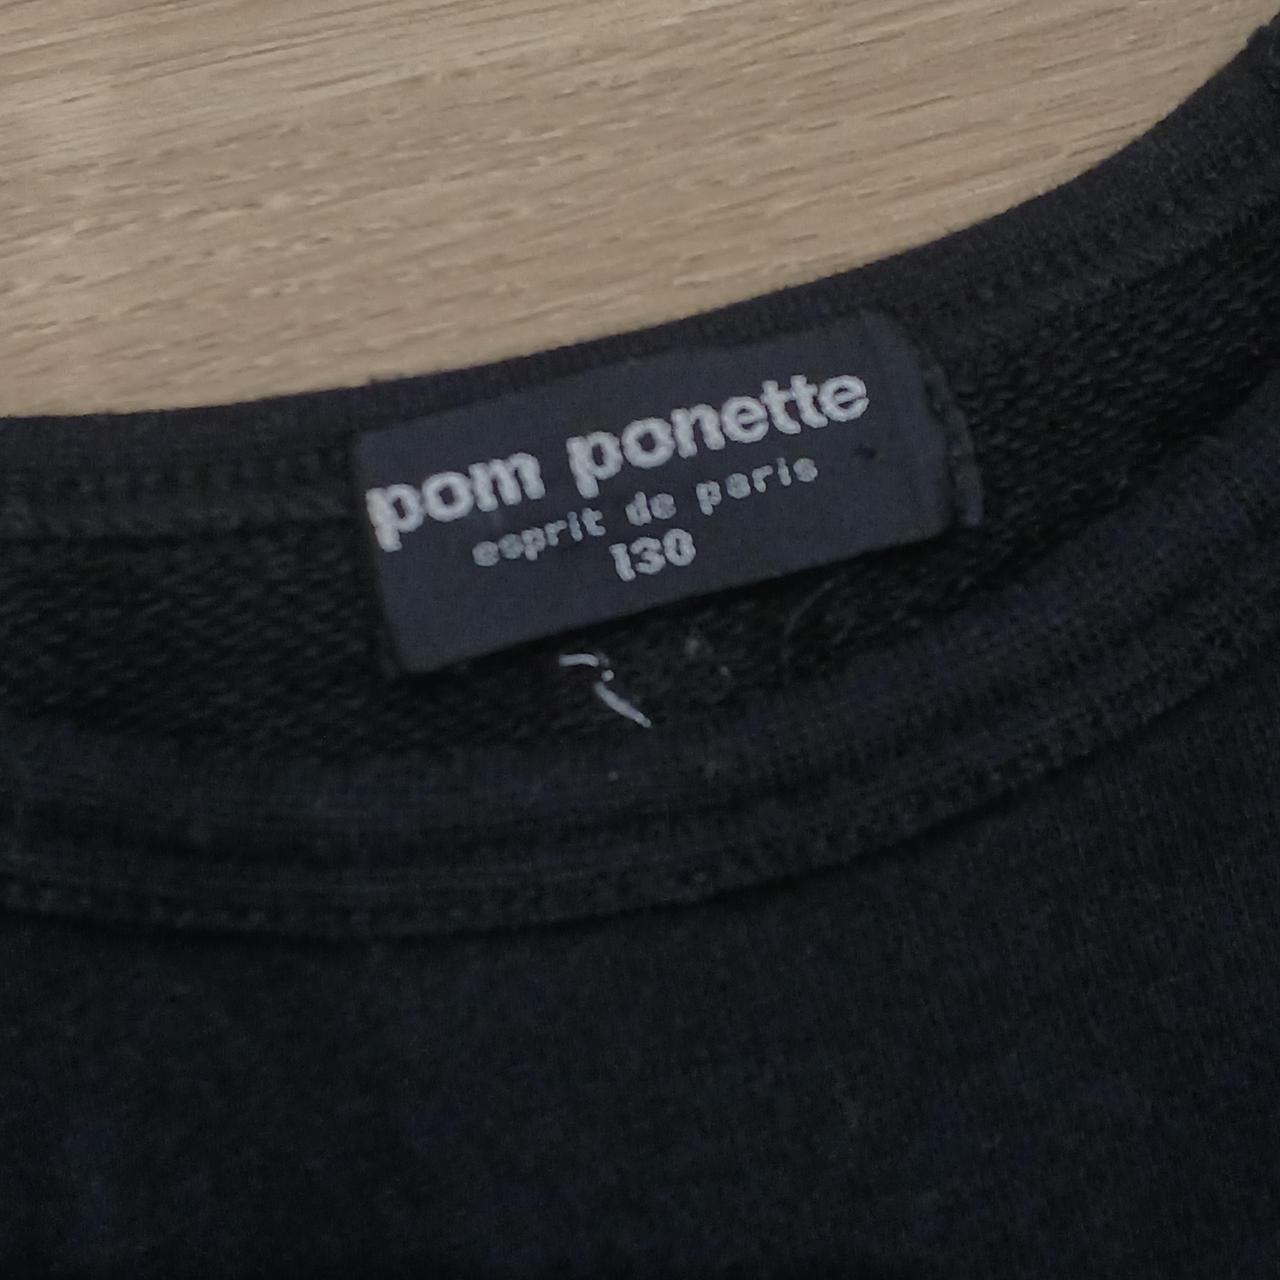 pom ponette
esprit de paris
130